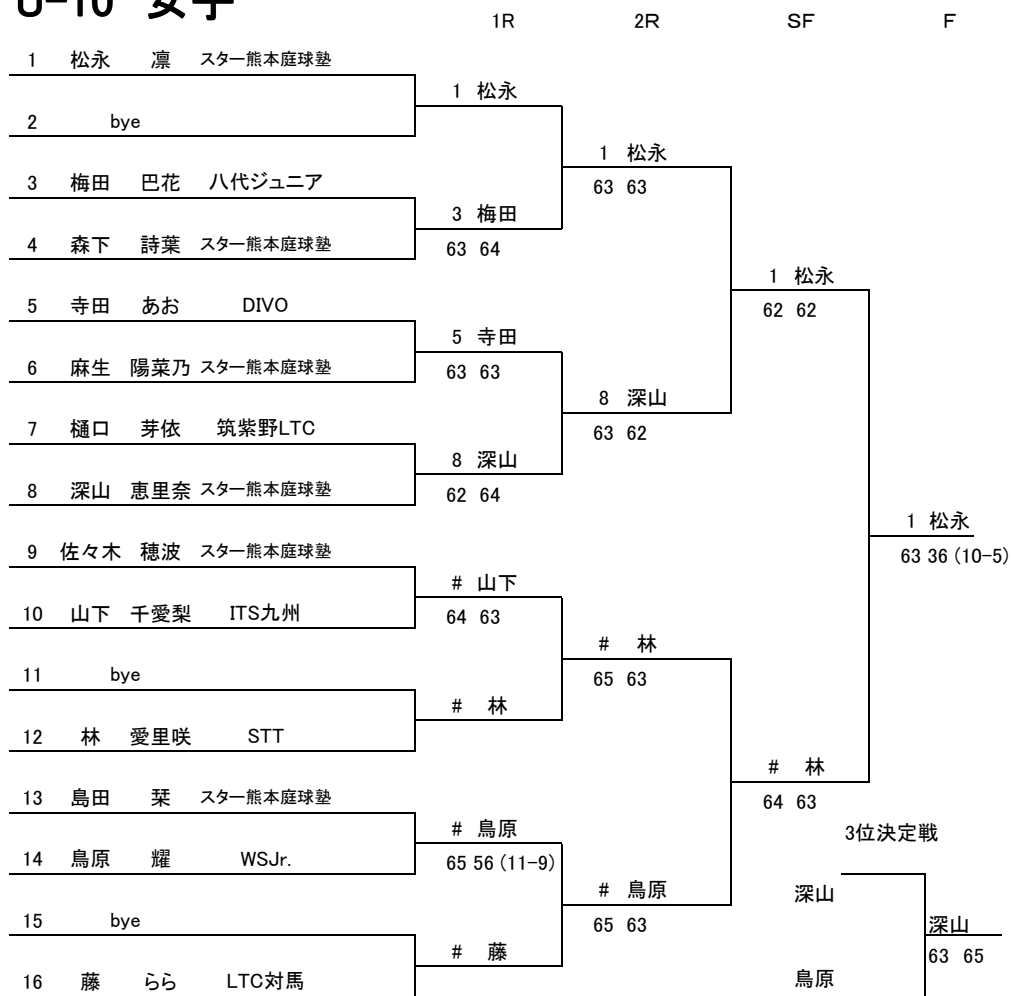 U-10 女子
1R 2R SF F
1 松永 凛 スター熊本庭球塾
1 松永
2 bye
1 松永
3 梅田 巴花 八代ジュニア
63 63
3 梅田
4 森下 詩葉 スター熊本庭球塾
63 64
1 松永
5 寺田 あお DIVO
62 62
5 寺田
6 麻生 陽菜乃 スター熊本庭球塾
63 63
8 深山
7 樋口 芽依 筑紫野LTC
63 62
8 深山
8 深山 恵里奈 スター熊本庭球塾
62 64
1 松永
9 佐々木 穂波 スター熊本庭球塾
63 36 (10-5)
# 山下
10 山下 千愛梨 ITS九州
64 63
# 林
11 bye
65 63
# 林
12 林 愛里咲 STT
# 林
13 島田 栞 スター熊本庭球塾
64 63
# 鳥原
3位決定戦
14 鳥原 耀 WSJr.
65 56 (11-9)
# 鳥原
深山
15 bye
65 63
深山
# 藤
63 65
16 藤 らら LTC対馬
鳥原